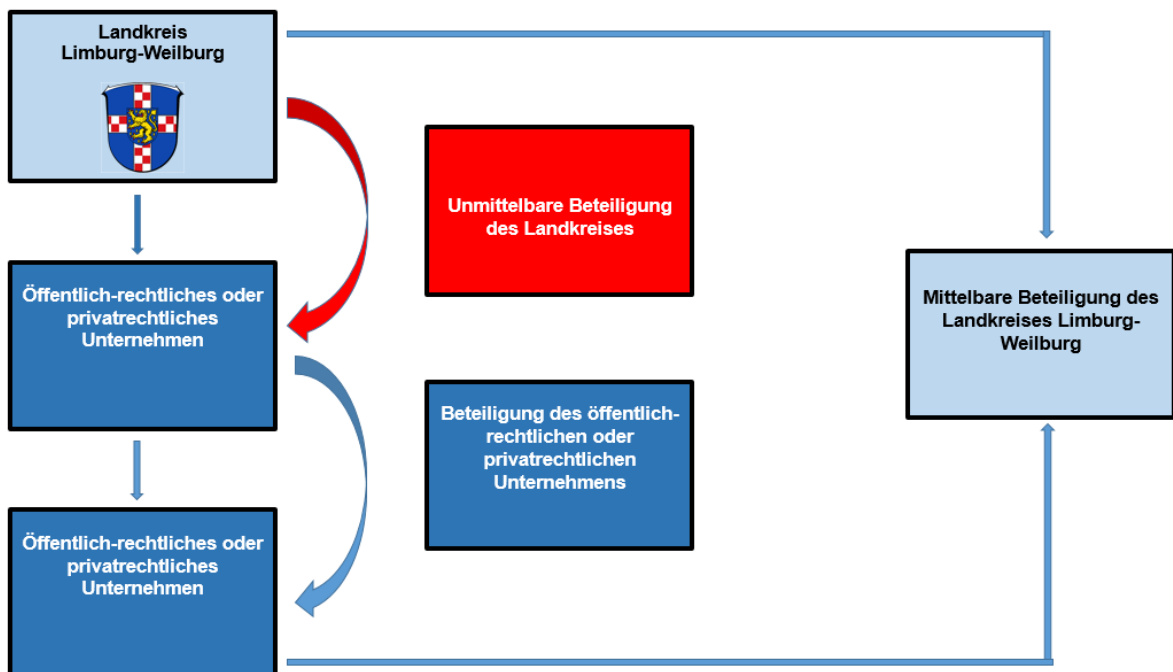 Landkreis
Limburg-Weilburg
Unmittelbare Beteiligung
des Landkreises
Öffentlich-rechtliches oder
privatrechtliches
Unternehmen
Mittelbare Beteiligung des
Landkreises Limburg-
Weilburg
Beteiligung des öffentlich-
rechtlichen oder
privatrechtlichen
Unternehmens
Öffentlich-rechtliches oder
privatrechtliches
Unternehmen